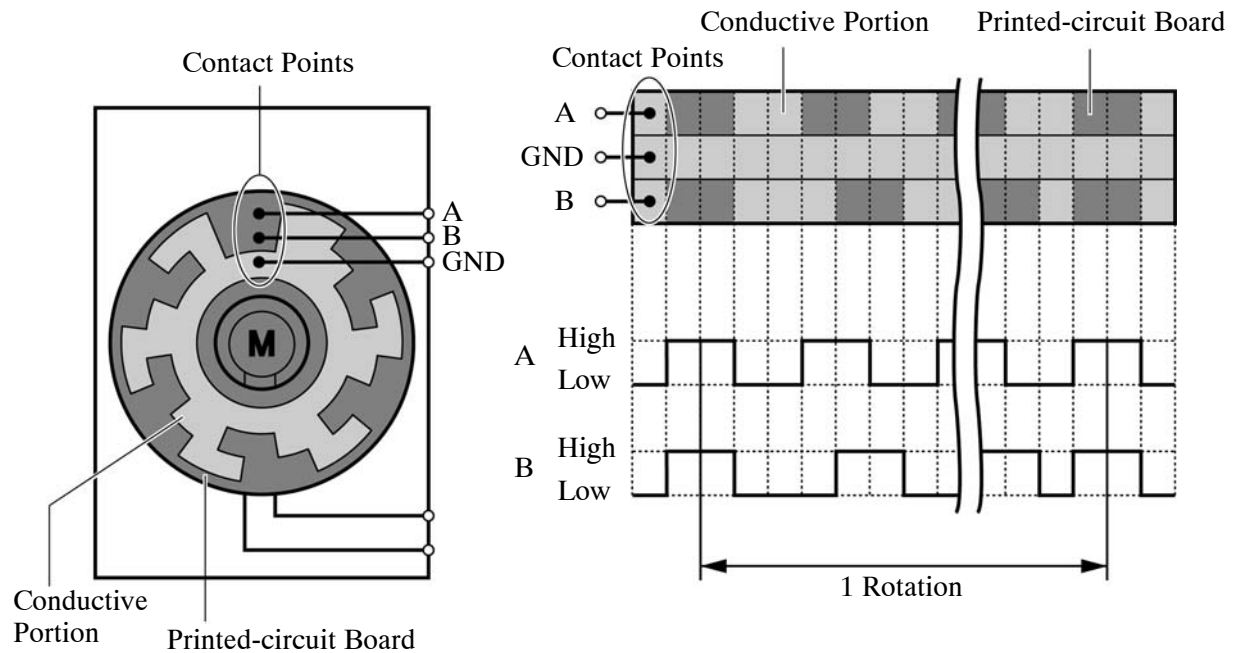 Contact Points
A
B
GND
M
Conductive
Portion
Printed-circuit Board
Conductive Portion
Printed-circuit Board
Contact Points
A
GND
B
A
High
Low
B
High
Low
1 Rotation